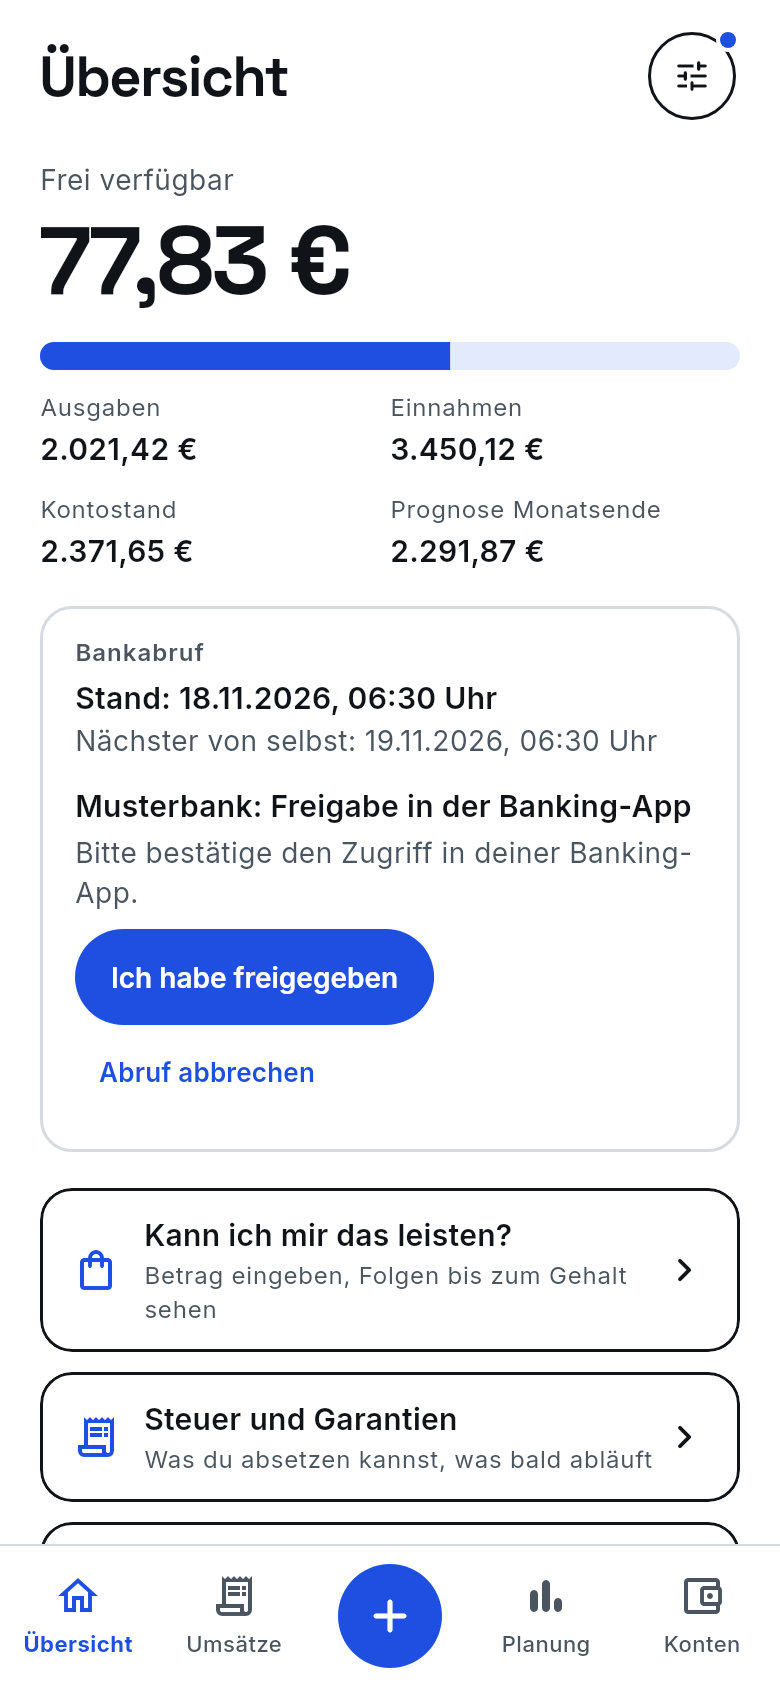 Übersicht
Frei verfügbar
77,83 €
Ausgaben
2.021,42 €
Einnahmen
3.450,12 €
Kontostand
2.371,65 €
Prognose Monatsende
2.291,87 €
Bankabruf
Stand: 18.11.2026, 06:30 Uhr
Nächster von selbst: 19.11.2026, 06:30 Uhr
Musterbank: Freigabe in der Banking-App
Bitte bestätige den Zugriff in deiner Banking-
App.
Ich habe freigegeben
Abruf abbrechen
Kann ich mir das leisten?
Betrag eingeben, Folgen bis zum Gehalt
sehen
Steuer und Garantien
Was du absetzen kannst, was bald abläuft
Übersicht
Umsätze
Planung
Konten